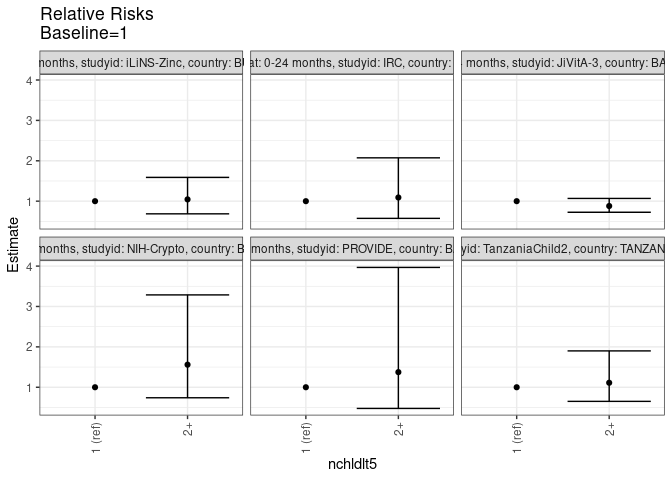 Relative Risks
Baseline=1
months, studyid: iLiNS-Zinc, country: BU
at: 0-24 months, studyid: IRC, country:
months, studyid: JiVitA-3, country: BA
4
3
2
1
months, studyid: NIH-Crypto, country: B
months, studyid: PROVIDE, country: B
yid: TanzaniaChild2, country: TANZAN
4
3
2
1
Estimate
1 (ref)
2+
1 (ref)
2+
1 (ref)
2+
nchldlt5